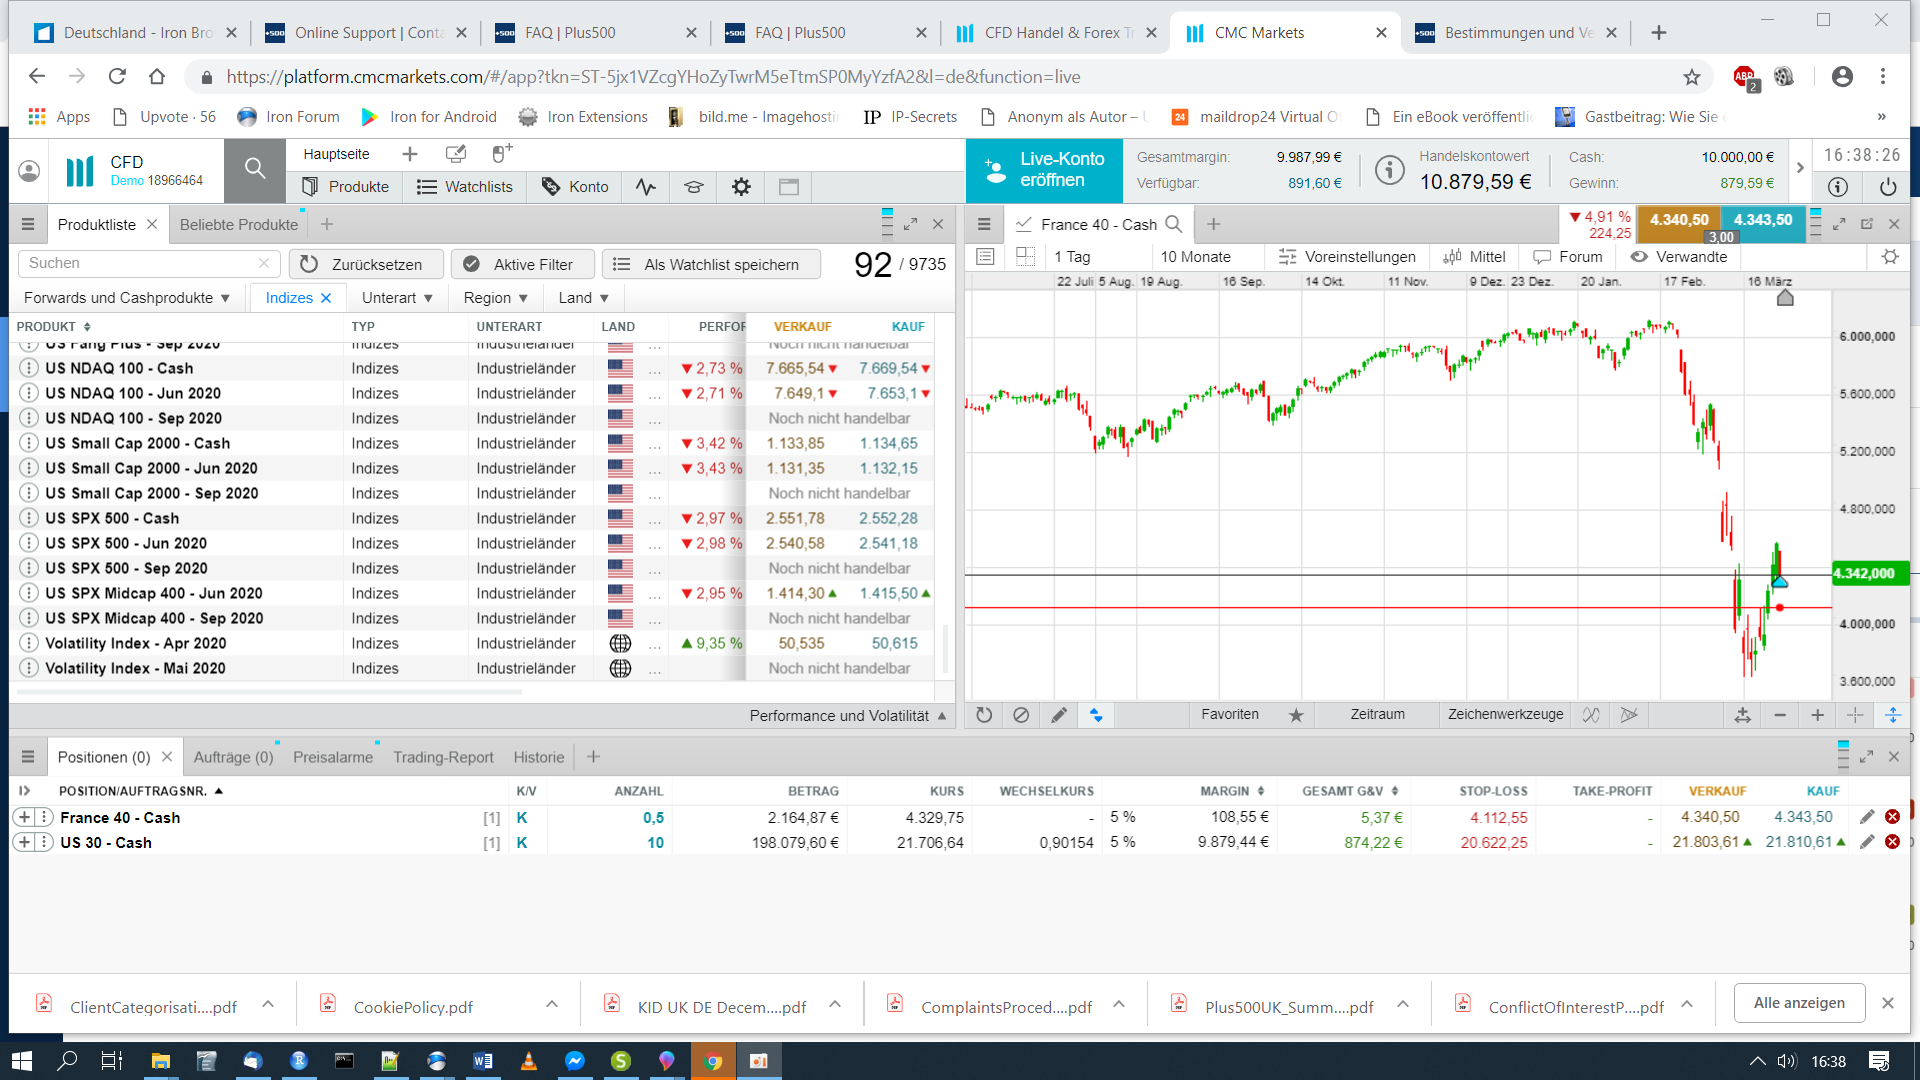 Deutschland - Iron Bro
Online Support | Conta
FAQ | Plus500
FAQ | Plus500
CFD Handel & Forex Tr
CMC Markets
Bestimmungen und Ve
https://platform.cmcmarkets.com/#/app?tkn=ST-5jx1VZcgYHoZyTwrM5eTtmSP0MyYzfA2&l=de&function=live
ABP
2
Apps
Upvote · 56
Iron Forum
Iron for Android
Iron Extensions
bild.me - Imagehosti
IP IP-Secrets
Anonym als Autor –
24 maildrop24 Virtual O
Ein eBook veröffentli
Gastbeitrag: Wie Sie
»
CFD
Demo 18966464
Hauptseite
Produkte
Watchlists
Konto
Live-Konto eröffnen
Gesamtmargin: 9.987,99 €
Verfügbar: 891,60 €
Handelskontowert
10.879,59 €
Cash: 10.000,00 €
Gewinn: 879,59 €
16:38:26
Produktliste
Beliebte Produkte
Suchen
Zurücksetzen
Aktive Filter
Als Watchlist speichern
92 / 9735
Forwards und Cashprodukte
Indizes
Unterart
Region
Land
PRODUKT TYP UNTERART LAND PERFOR VERKAUF KAUF
US Fang Plus - Sep 2020 Indizes Industrieländer ... Noch nicht handelbar
US NDAQ 100 - Cash Indizes Industrieländer ... 2,73 % 7.665,54 7.669,54
US NDAQ 100 - Jun 2020 Indizes Industrieländer ... 2,71 % 7.649,1 7.653,1
US NDAQ 100 - Sep 2020 Indizes Industrieländer ... Noch nicht handelbar
US Small Cap 2000 - Cash Indizes Industrieländer ... 3,42 % 1.133,85 1.134,65
US Small Cap 2000 - Jun 2020 Indizes Industrieländer ... 3,43 % 1.131,35 1.132,15
US Small Cap 2000 - Sep 2020 Indizes Industrieländer ... Noch nicht handelbar
US SPX 500 - Cash Indizes Industrieländer ... 2,97 % 2.551,78 2.552,28
US SPX 500 - Jun 2020 Indizes Industrieländer ... 2,98 % 2.540,58 2.541,18
US SPX 500 - Sep 2020 Indizes Industrieländer ... Noch nicht handelbar
US SPX Midcap 400 - Jun 2020 Indizes Industrieländer ... 2,95 % 1.414,30 1.415,50
US SPX Midcap 400 - Sep 2020 Indizes Industrieländer ... Noch nicht handelbar
Volatility Index - Apr 2020 Indizes Industrieländer ... 9,35 % 50,535 50,615
Volatility Index - Mai 2020 Indizes Industrieländer ... Noch nicht handelbar
Performance und Volatilität
France 40 - Cash
4,91 %
224,25
4.340,50
4.343,50
3,00
1 Tag
10 Monate
Voreinstellungen
Mittel
Forum
Verwandte
22 Juli 5 Aug. 19 Aug. 16 Sep. 14 Okt. 11 Nov. 9 Dez. 23 Dez. 20 Jan. 17 Feb. 16 März
6.000,000
5.600,000
5.200,000
4.800,000
4.342,000
4.000,000
3.600,000
Favoriten
Zeitraum
Zeichenwerkzeuge
Positionen (0)
Aufträge (0)
Preisalarme
Trading-Report
Historie
POSITION/AUFTRAGSNR. K/V ANZAHL BETRAG KURS WECHSELKURS MARGIN GESAMT G&V STOP-LOSS TAKE-PROFIT VERKAUF KAUF
France 40 - Cash [1] K 0,5 2.164,87 € 4.329,75 - 5 % 108,55 € 5,37 € 4.112,55 - 4.340,50 4.343,50
US 30 - Cash [1] K 10 198.079,60 € 21.706,64 0,90154 5 % 9.879,44 € 874,22 € 20.622,25 - 21.803,61 21.810,61
ClientCategorisati....pdf
CookiePolicy.pdf
KID UK DE Decem....pdf
ComplaintsProced....pdf
Plus500UK_Summ....pdf
ConflictOfInterestP....pdf
Alle anzeigen
16:38